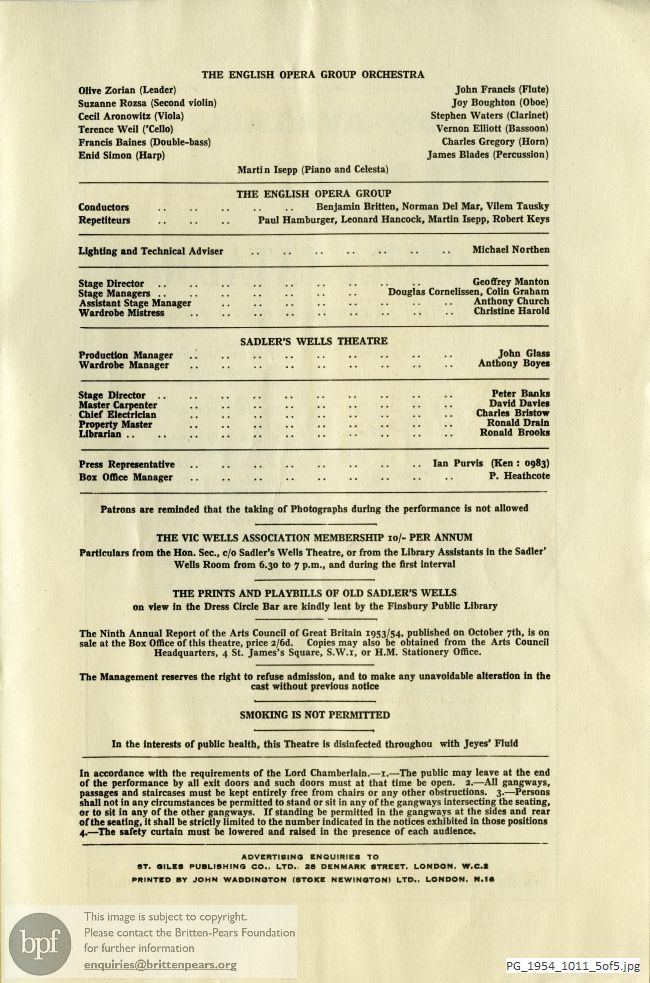 THE ENGLISH OPERA GROUP ORCHESTRA
Olive Zorian (Leader) John Francis (Flute)
Suzanne Rozsa (Second violin) Joy Boughton (Oboe)
Cecil Aronowitz (Viola) Stephen Waters (Clarinet)
Terence Weil ('Cello) Vernon Elliott (Bassoon)
Francis Baines (Double-bass) Charles Gregory (Horn)
Enid Simon (Harp) James Blades (Percussion)
Martin Isepp (Piano and Celesta)
THE ENGLISH OPERA GROUP
Conductors .. .. .. .. Benjamin Britten, Norman Del Mar, Vilem Tausky
Repetiteurs .. .. .. Paul Hamburger, Leonard Hancock, Martin Isepp, Robert Keys
Lighting and Technical Adviser .. .. .. .. .. .. .. Michael Northen
Stage Director .. .. .. .. .. .. .. .. .. .. Geoffrey Manton
Stage Managers .. .. .. .. .. .. .. .. Douglas Cornelissen, Colin Graham
Assistant Stage Manager .. .. .. .. .. .. .. .. Anthony Church
Wardrobe Mistress .. .. .. .. .. .. .. .. .. Christine Harold
SADLER'S WELLS THEATRE
Production Manager .. .. .. .. .. .. .. .. .. John Glass
Wardrobe Manager .. .. .. .. .. .. .. .. .. Anthony Boyes
Stage Director .. .. .. .. .. .. .. .. .. .. Peter Banks
Master Carpenter .. .. .. .. .. .. .. .. .. David Davies
Chief Electrician .. .. .. .. .. .. .. .. .. Charles Bristow
Property Master .. .. .. .. .. .. .. .. .. Ronald Drain
Librarian .. .. .. .. .. .. .. .. .. .. Ronald Brooks
Press Representative .. .. .. .. .. .. .. .. Ian Purvis (Ken : 0983)
Box Office Manager .. .. .. .. .. .. .. .. .. P. Heathcote
Patrons are reminded that the taking of Photographs during the performance is not allowed
THE VIC WELLS ASSOCIATION MEMBERSHIP 10/- PER ANNUM
Particulars from the Hon. Sec., c/o Sadler's Wells Theatre, or from the Library Assistants in the Sadler'
Wells Room from 6.30 to 7 p.m., and during the first interval
THE PRINTS AND PLAYBILLS OF OLD SADLER'S WELLS
on view in the Dress Circle Bar are kindly lent by the Finsbury Public Library
The Ninth Annual Report of the Arts Council of Great Britain 1953/54, published on October 7th, is on
sale at the Box Office of this theatre, price 2/6d. Copies may also be obtained from the Arts Council
Headquarters, 4 St. James's Square, S.W.1, or H.M. Stationery Office.
The Management reserves the right to refuse admission, and to make any unavoidable alteration in the
cast without previous notice
SMOKING IS NOT PERMITTED
In the interests of public health, this Theatre is disinfected throughou with Jeyes' Fluid
In accordance with the requirements of the Lord Chamberlain.—1.—The public may leave at the end
of the performance by all exit doors and such doors must at that time be open. 2.—All gangways,
passages and staircases must be kept entirely free from chairs or any other obstructions. 3.—Persons
shall not in any circumstances be permitted to stand or sit in any of the gangways intersecting the seating,
or to sit in any of the other gangways. If standing be permitted in the gangways at the sides and rear
of the seating, it shall be strictly limited to the number indicated in the notices exhibited in those positions
4.—The safety curtain must be lowered and raised in the presence of each audience.
ADVERTISING ENQUIRIES TO
ST. GILES PUBLISHING CO., LTD., 28 DENMARK STREET, LONDON. W.C.2
PRINTED BY JOHN WADDINGTON (STOKE NEWINGTON) LTD., LONDON, N.16
bpf
This image is subject to copyright.
Please contact the Britten-Pears Foundation
for further information
enquiries@brittenpears.org
PG_1954_1011_5of5.jpg